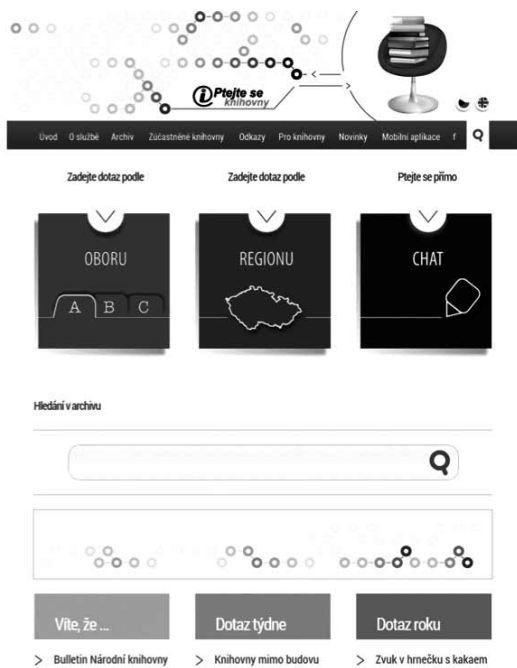 Ptejte se
knihovny
Úvod O službě Archiv Zúčastněné knihovny Odkazy Pro knihovny Novinky Mobilní aplikace f
Zadejte dotaz podle Zadejte dotaz podle Ptejte se přímo
OBORU REGIONU CHAT
A B C
Hledání v archivu
Víte, že ... Dotaz týdne Dotaz roku
> Bulletin Národní knihovny > Knihovny mimo budovu > Zvuk v hrnečku s kakaem